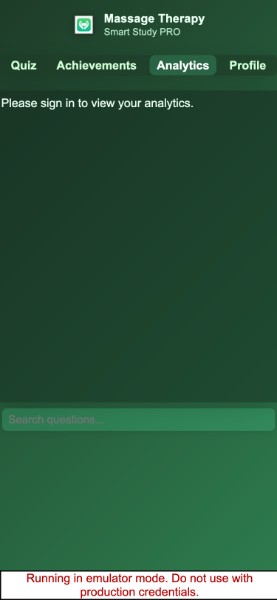 Massage Therapy
Smart Study PRO
Quiz Achievements Analytics Profile
Please sign in to view your analytics.
Search questions...
Running in emulator mode. Do not use with
production credentials.